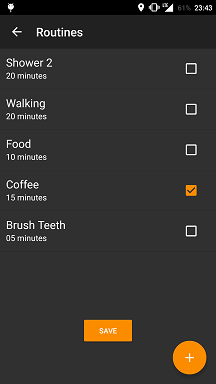 61% 23:43
Routines
Shower 2
20 minutes
Walking
20 minutes
Food
10 minutes
Coffee
15 minutes
Brush Teeth
05 minutes
SAVE
+